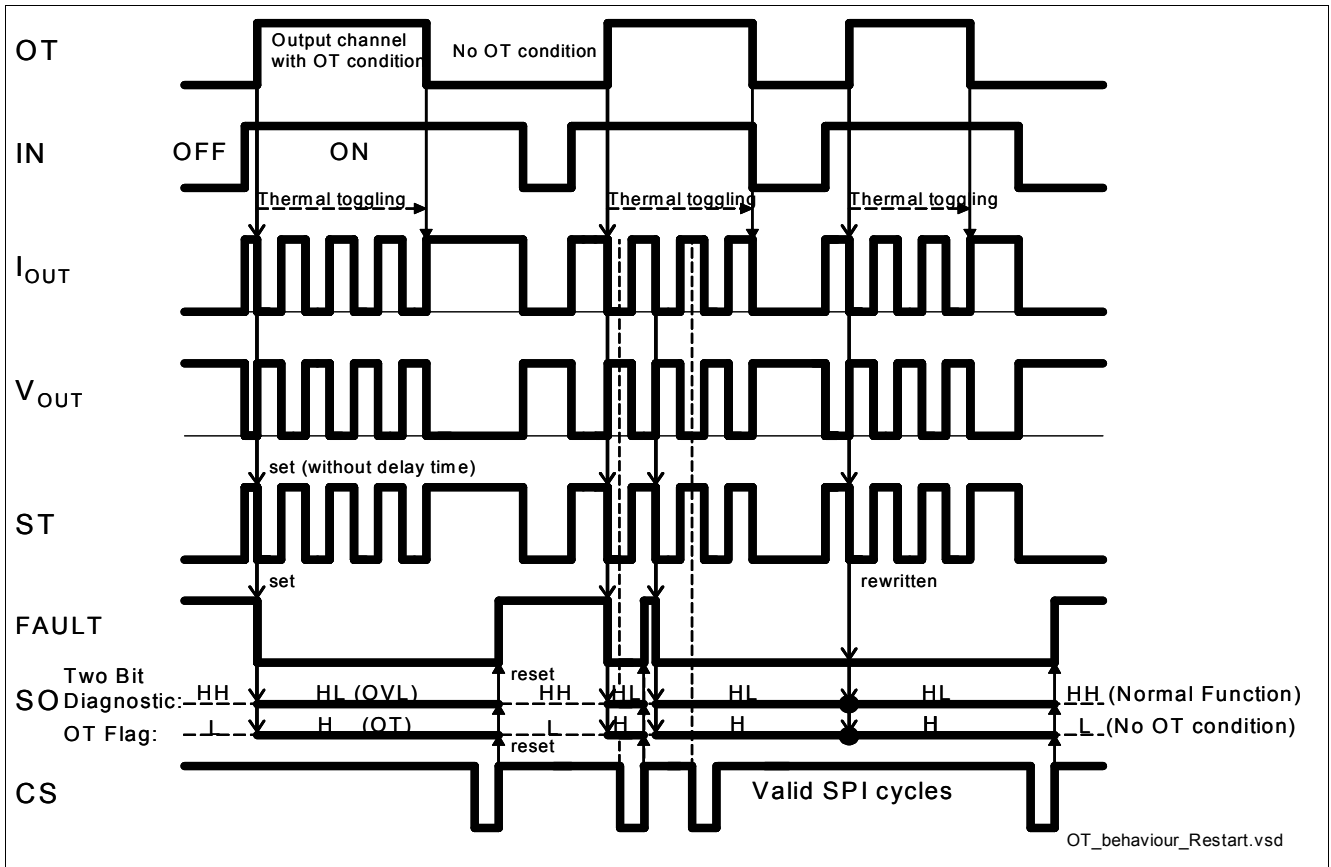 OT
Output channel
with OT condition
No OT condition
IN
OFF
ON
Thermal toggling
Thermal toggling
Thermal toggling
IOUT
VOUT
set (without delay time)
ST
set
rewritten
FAULT
reset
SO
Two Bit
Diagnostic:
HH
HL (OVL)
HH
HL
HL
HL
HH (Normal Function)
OT Flag:
L
H (OT)
L
H
H
H
L (No OT condition)
reset
CS
Valid SPI cycles
OT_behaviour_Restart.vsd